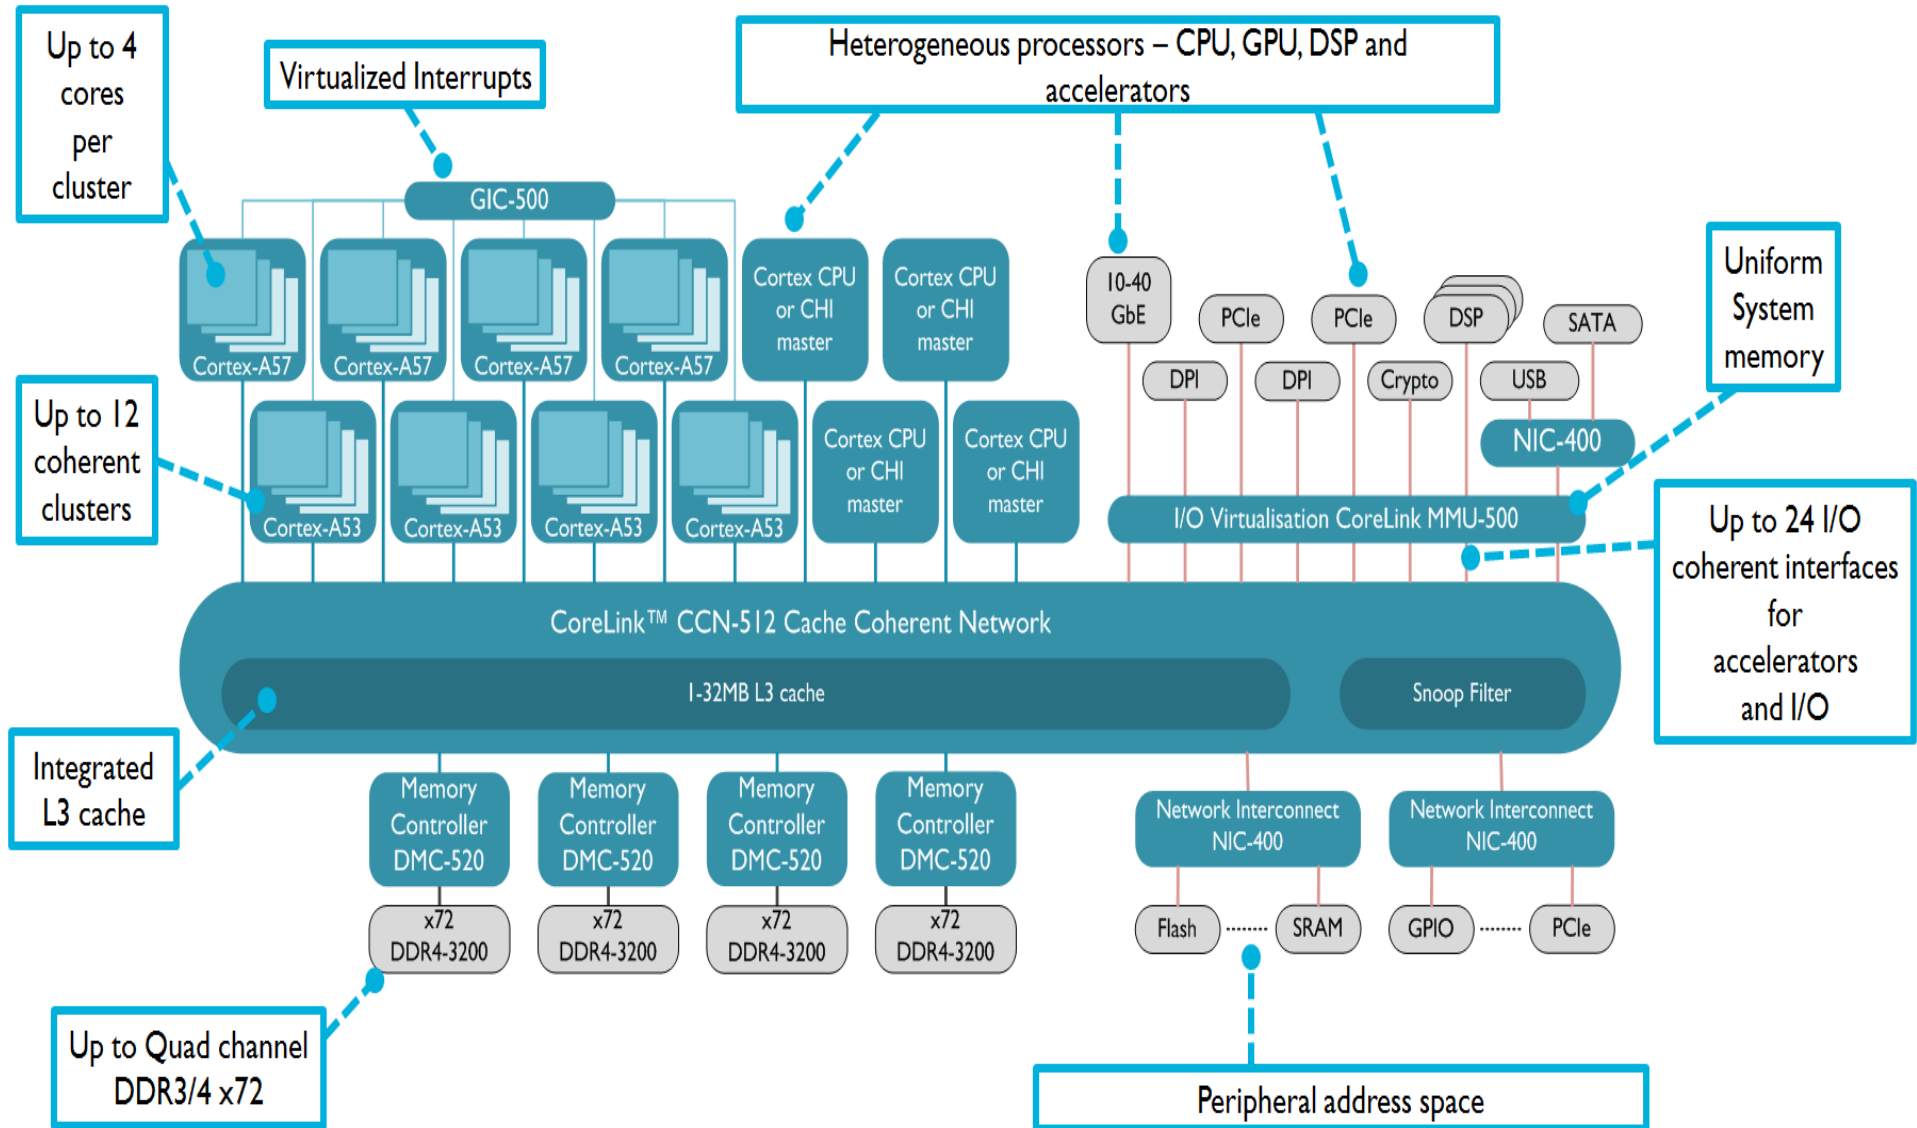 Up to 4
cores
per
cluster
Virtualized Interrupts
Heterogeneous processors – CPU, GPU, DSP and
accelerators
GIC-500
Cortex-A57
Cortex-A57
Cortex-A57
Cortex-A57
Cortex CPU
or CHI
master
Cortex CPU
or CHI
master
10-40
GbE
PCIe
PCIe
DSP
SATA
DPI
DPI
Crypto
USB
NIC-400
Uniform
System
memory
Up to 12
coherent
clusters
Cortex-A53
Cortex-A53
Cortex-A53
Cortex-A53
Cortex CPU
or CHI
master
Cortex CPU
or CHI
master
I/O Virtualisation CoreLink MMU-500
Up to 24 I/O
coherent interfaces
for
accelerators
and I/O
CoreLink™ CCN-512 Cache Coherent Network
1-32MB L3 cache
Snoop Filter
Integrated
L3 cache
Memory
Controller
DMC-520
Memory
Controller
DMC-520
Memory
Controller
DMC-520
Memory
Controller
DMC-520
Network Interconnect
NIC-400
Network Interconnect
NIC-400
x72
DDR4-3200
x72
DDR4-3200
x72
DDR4-3200
x72
DDR4-3200
Flash
SRAM
GPIO
PCIe
Up to Quad channel
DDR3/4 x72
Peripheral address space